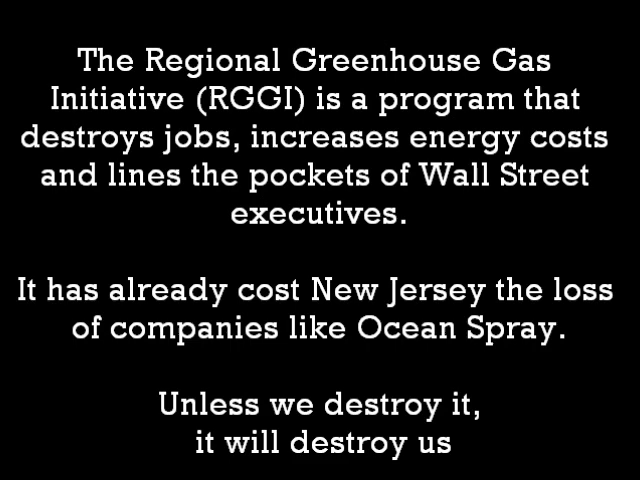 The Regional Greenhouse Gas
Initiative (RGGI) is a program that
destroys jobs, increases energy costs
and lines the pockets of Wall Street
executives.
It has already cost New Jersey the loss
of companies like Ocean Spray.
Unless we destroy it,
it will destroy us